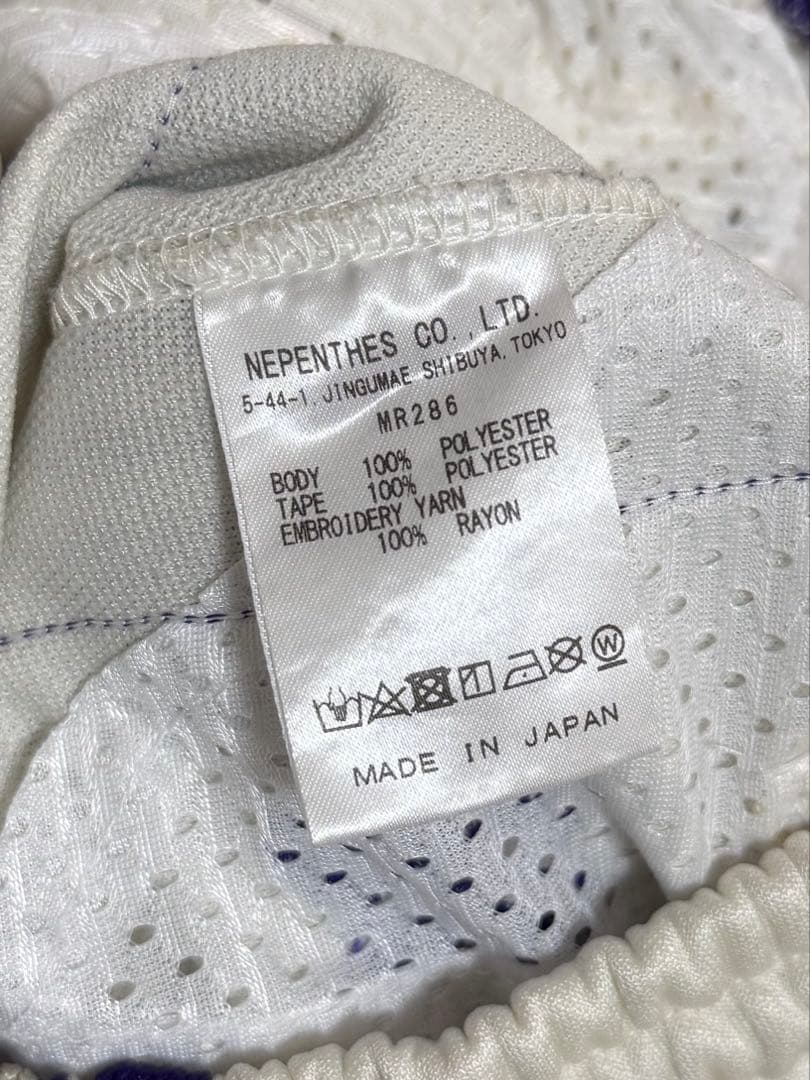 NEPENTHES CO.,LTD.
5-44-1, JINGUMAE SHIBUYA, TOKYO
MR286
BODY 100% POLYESTER
TAPE 100% POLYESTER
EMBROIDERY YARN
100% RAYON
W
MADE IN JAPAN